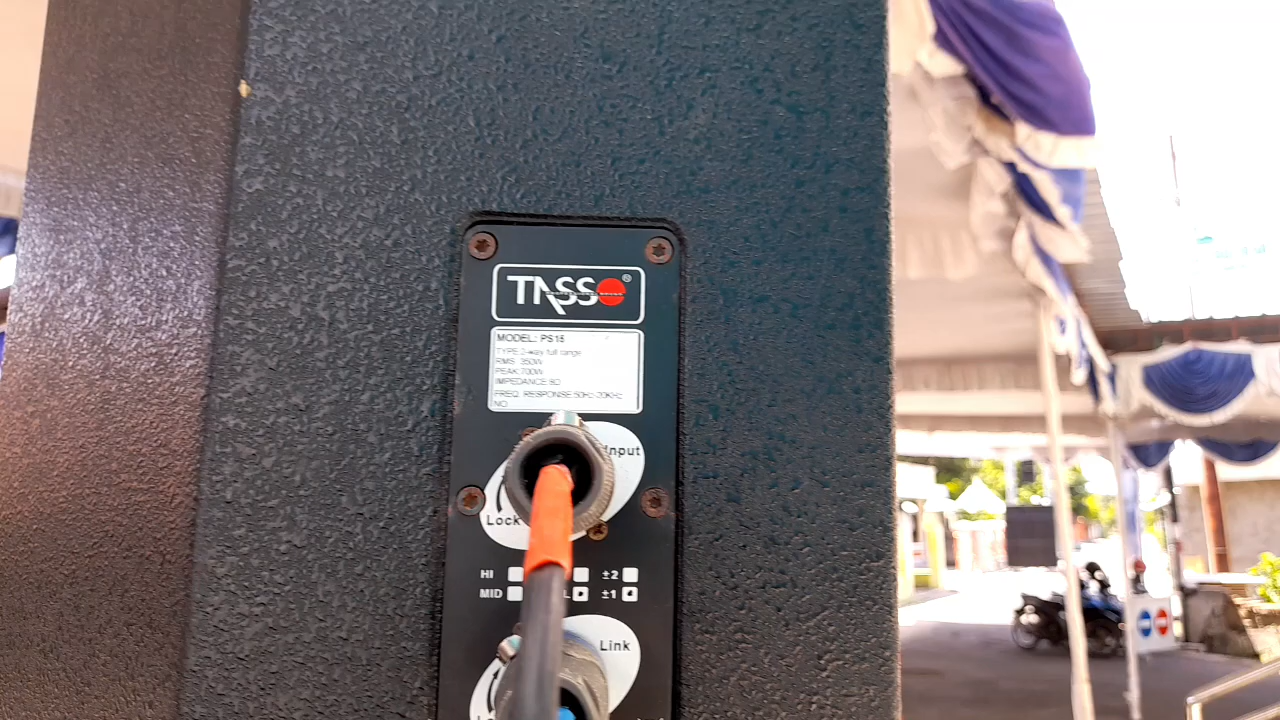 TASSO®
MODEL: PS15
TYPE 2-way full range
RMS: 350W
PEAK:700W
IMPEDANCE:8Ω
FREQ. RESPONSE:50Hz-20KHz
NO.
Input
Lock
HI ±2
MID L ±1
Link